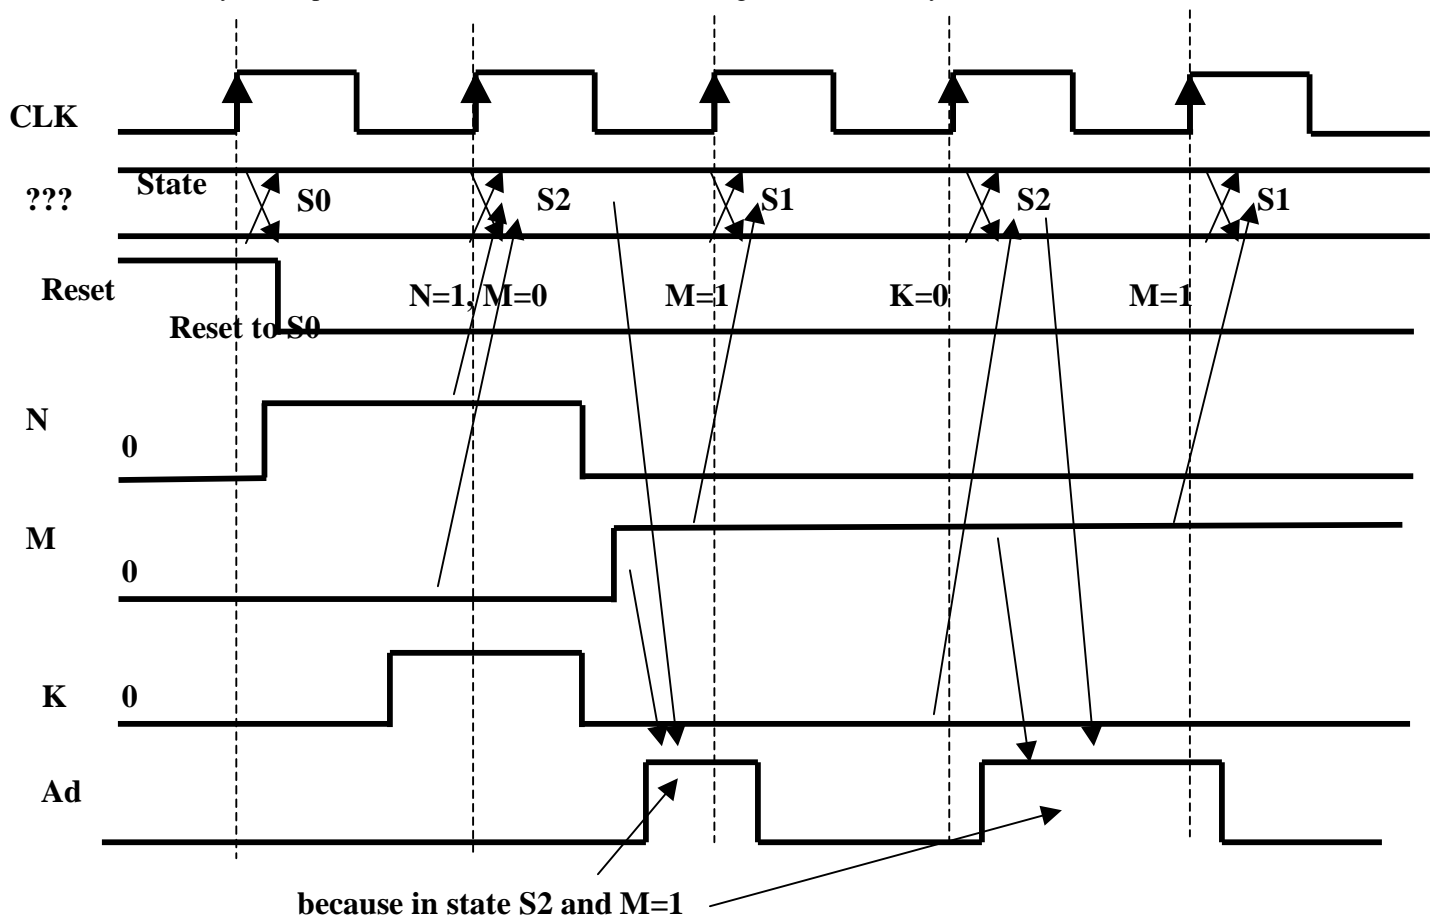 CLK
State
???
S0
S2
S1
S2
S1
Reset
N=1, M=0
M=1
K=0
M=1
Reset to S0
N
0
M
0
K
0
Ad
because in state S2 and M=1